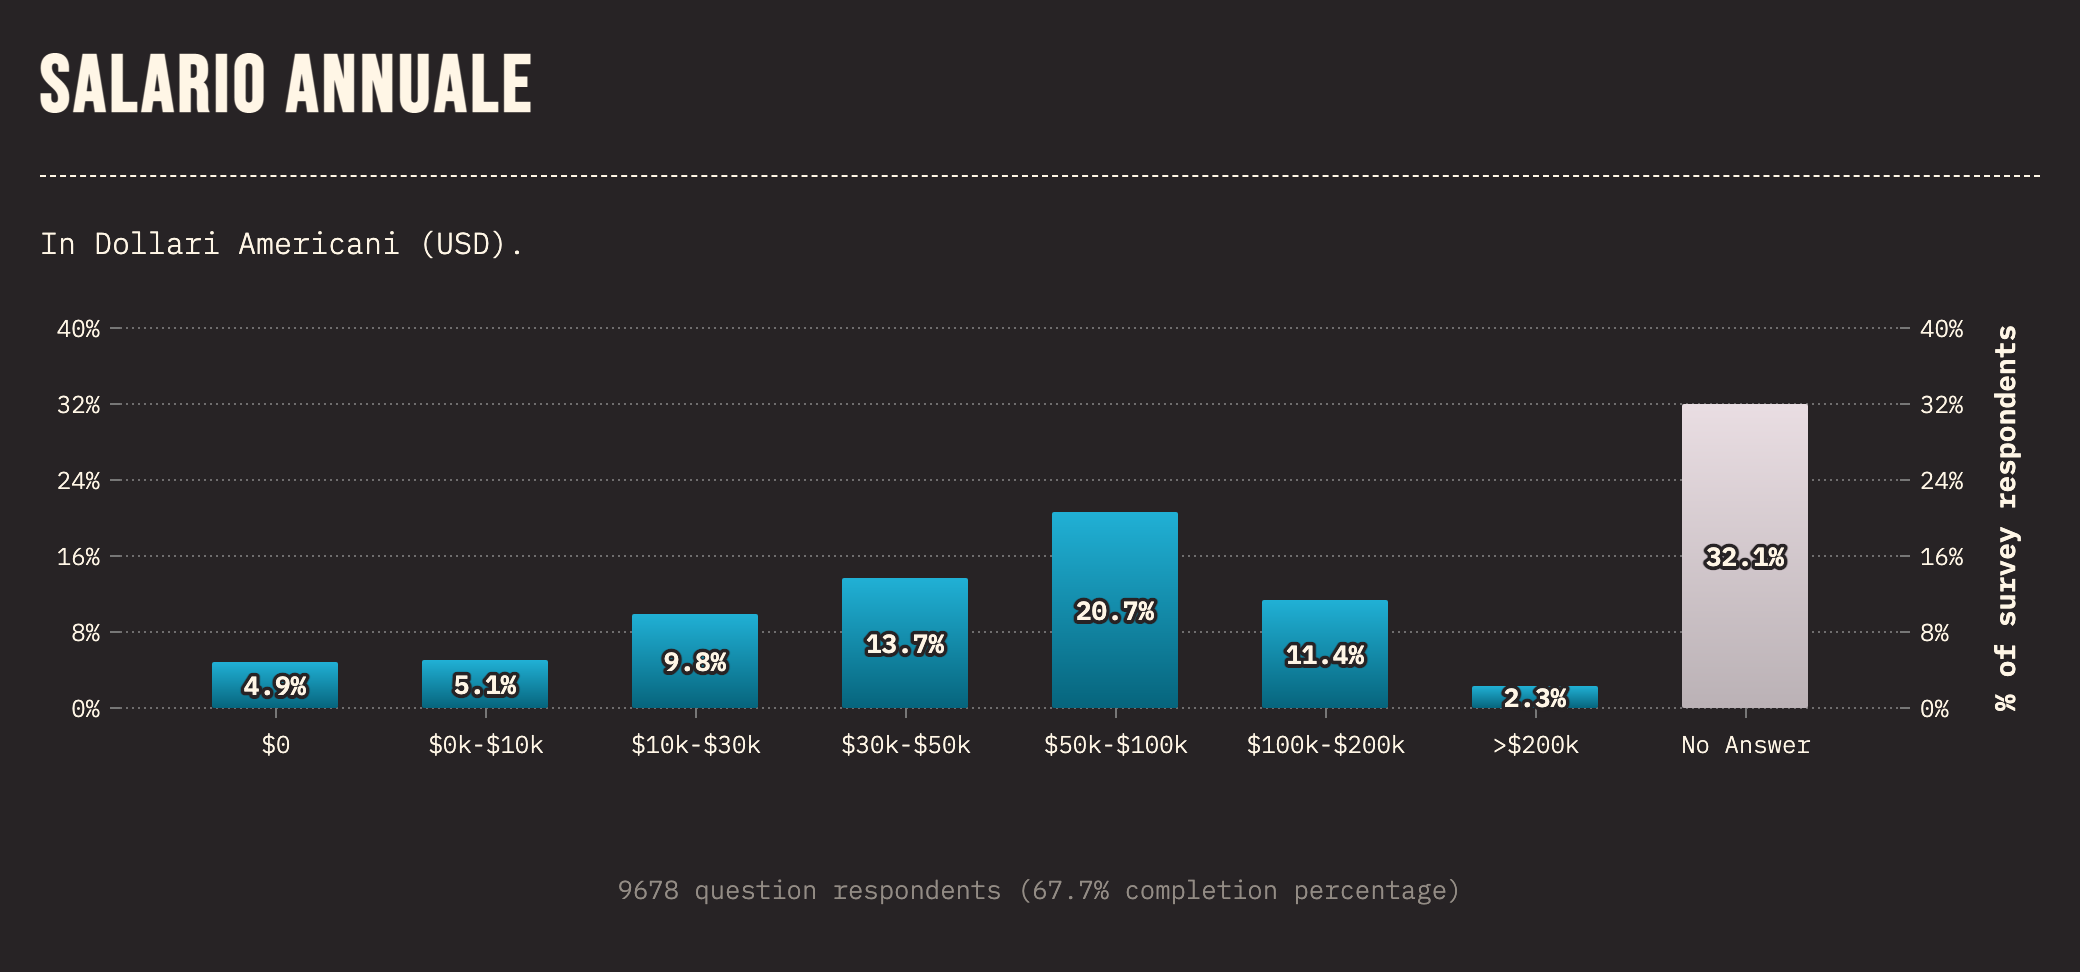 SALARIO ANNUALE
In Dollari Americani (USD).
40% 40%
32% 32%
24% 24%
16% 16%
8% 8%
0% 0%
% of survey respondents
4.9% 5.1% 9.8% 13.7% 20.7% 11.4% 2.3% 32.1%
$0 $0k-$10k $10k-$30k $30k-$50k $50k-$100k $100k-$200k >$200k No Answer
9678 question respondents (67.7% completion percentage)